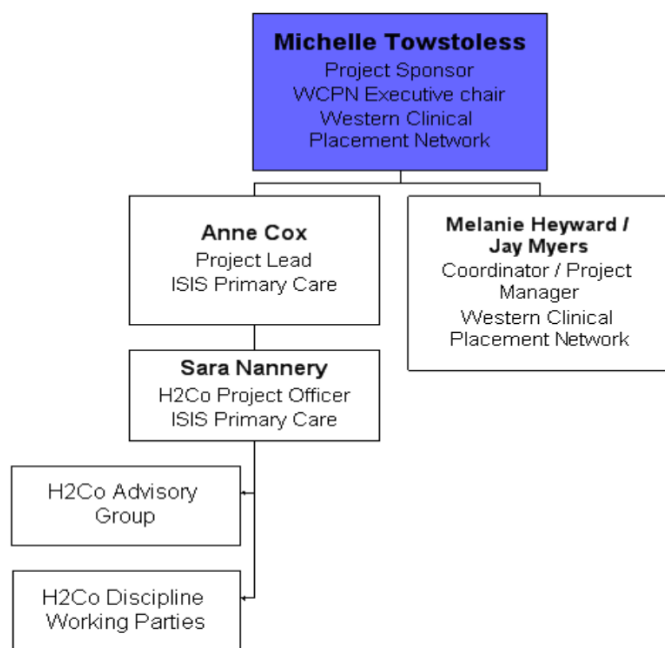 Michelle Towstoless
Project Sponsor
WCPN Executive chair
Western Clinical
Placement Network
Anne Cox
Project Lead
ISIS Primary Care
Melanie Heyward /
Jay Myers
Coordinator / Project
Manager
Western Clinical
Placement Network
Sara Nannery
H2Co Project Officer
ISIS Primary Care
H2Co Advisory
Group
H2Co Discipline
Working Parties